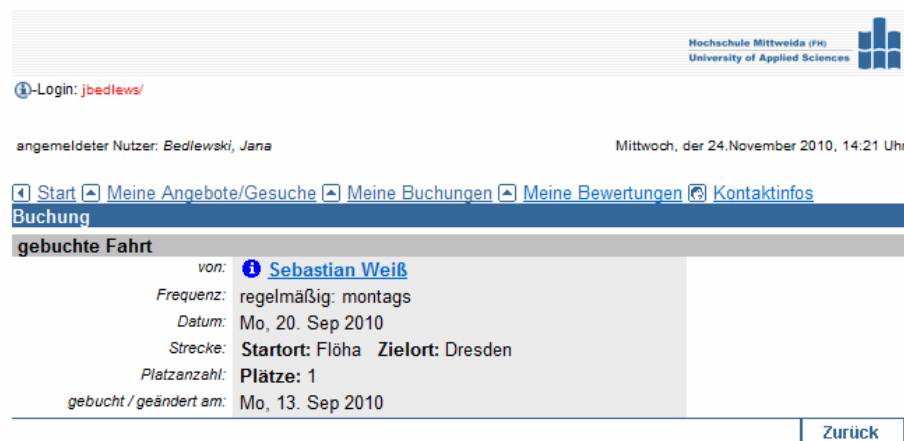 Hochschule Mittweida (FH)
University of Applied Sciences
-Login: jbedlews/
angemeldeter Nutzer: Bedlewski, Jana Mittwoch, der 24.November 2010, 14:21 Uhr
Start Meine Angebote/Gesuche Meine Buchungen Meine Bewertungen Kontaktinfos
Buchung
gebuchte Fahrt
von: Sebastian Weiß
Frequenz: regelmäßig: montags
Datum: Mo, 20. Sep 2010
Strecke: Startort: Flöha Zielort: Dresden
Platzanzahl: Plätze: 1
gebucht / geändert am: Mo, 13. Sep 2010
Zurück